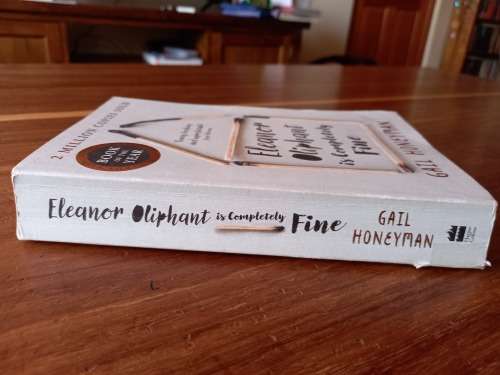 2 MILLION COPIES SOLD
BOOK
OF THE
YEAR
Eleanor
Oliphant
is Completely
Fine
GAIL HONEYMAN
Eleanor Oliphant is Completely Fine
GAIL
HONEYMAN